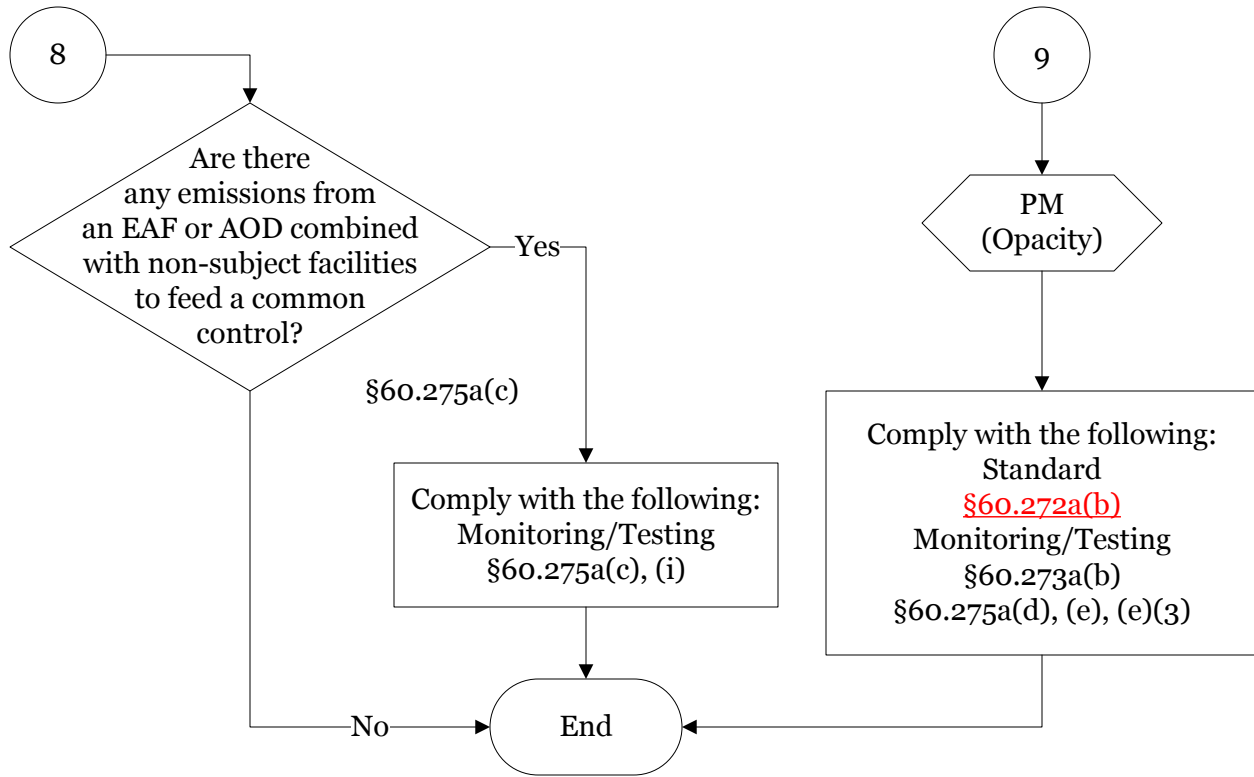 8
Are there
any emissions from
an EAF or AOD combined
with non-subject facilities
to feed a common
control?
Yes
§60.275a(c)
Comply with the following:
Monitoring/Testing
§60.275a(c), (i)
No
End
9
PM
(Opacity)
Comply with the following:
Standard
§60.272a(b)
Monitoring/Testing
§60.273a(b)
§60.275a(d), (e), (e)(3)